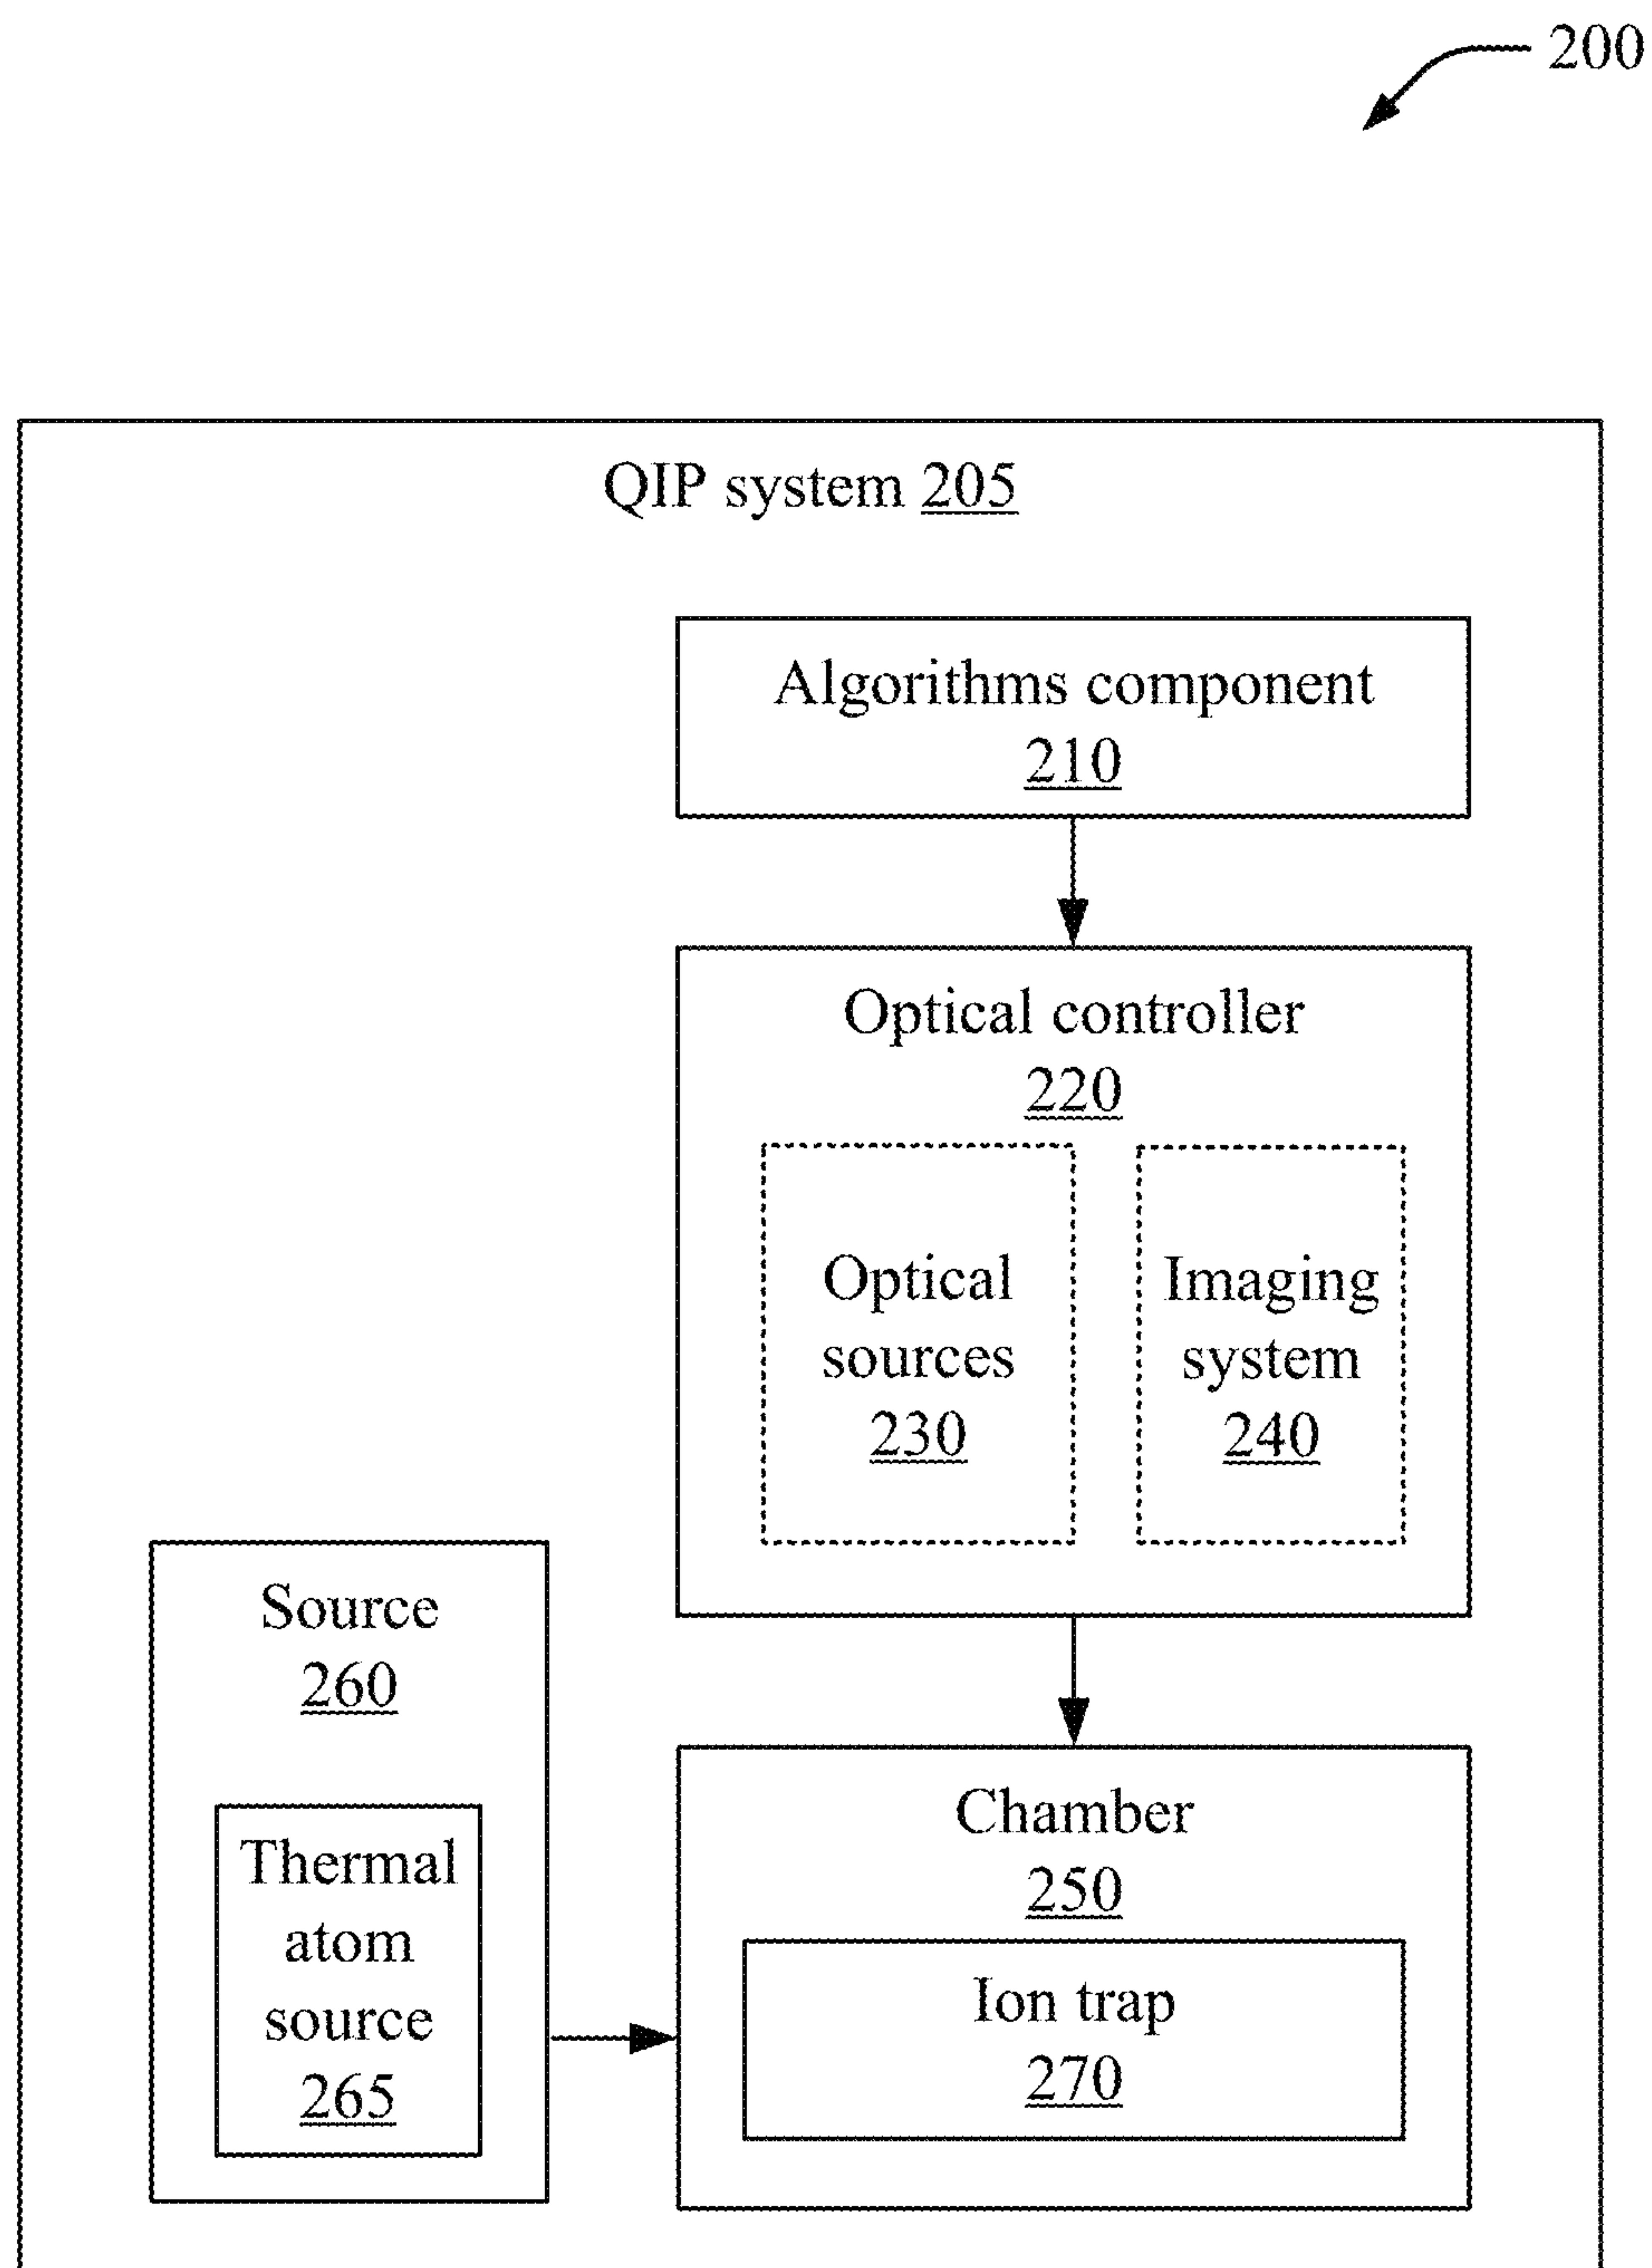 200
QIP system 205
Algorithms component
210
Optical controller
220
Optical
sources
230
Imaging
system
240
Source
260
Thermal
atom
source
265
Chamber
250
Ion trap
270